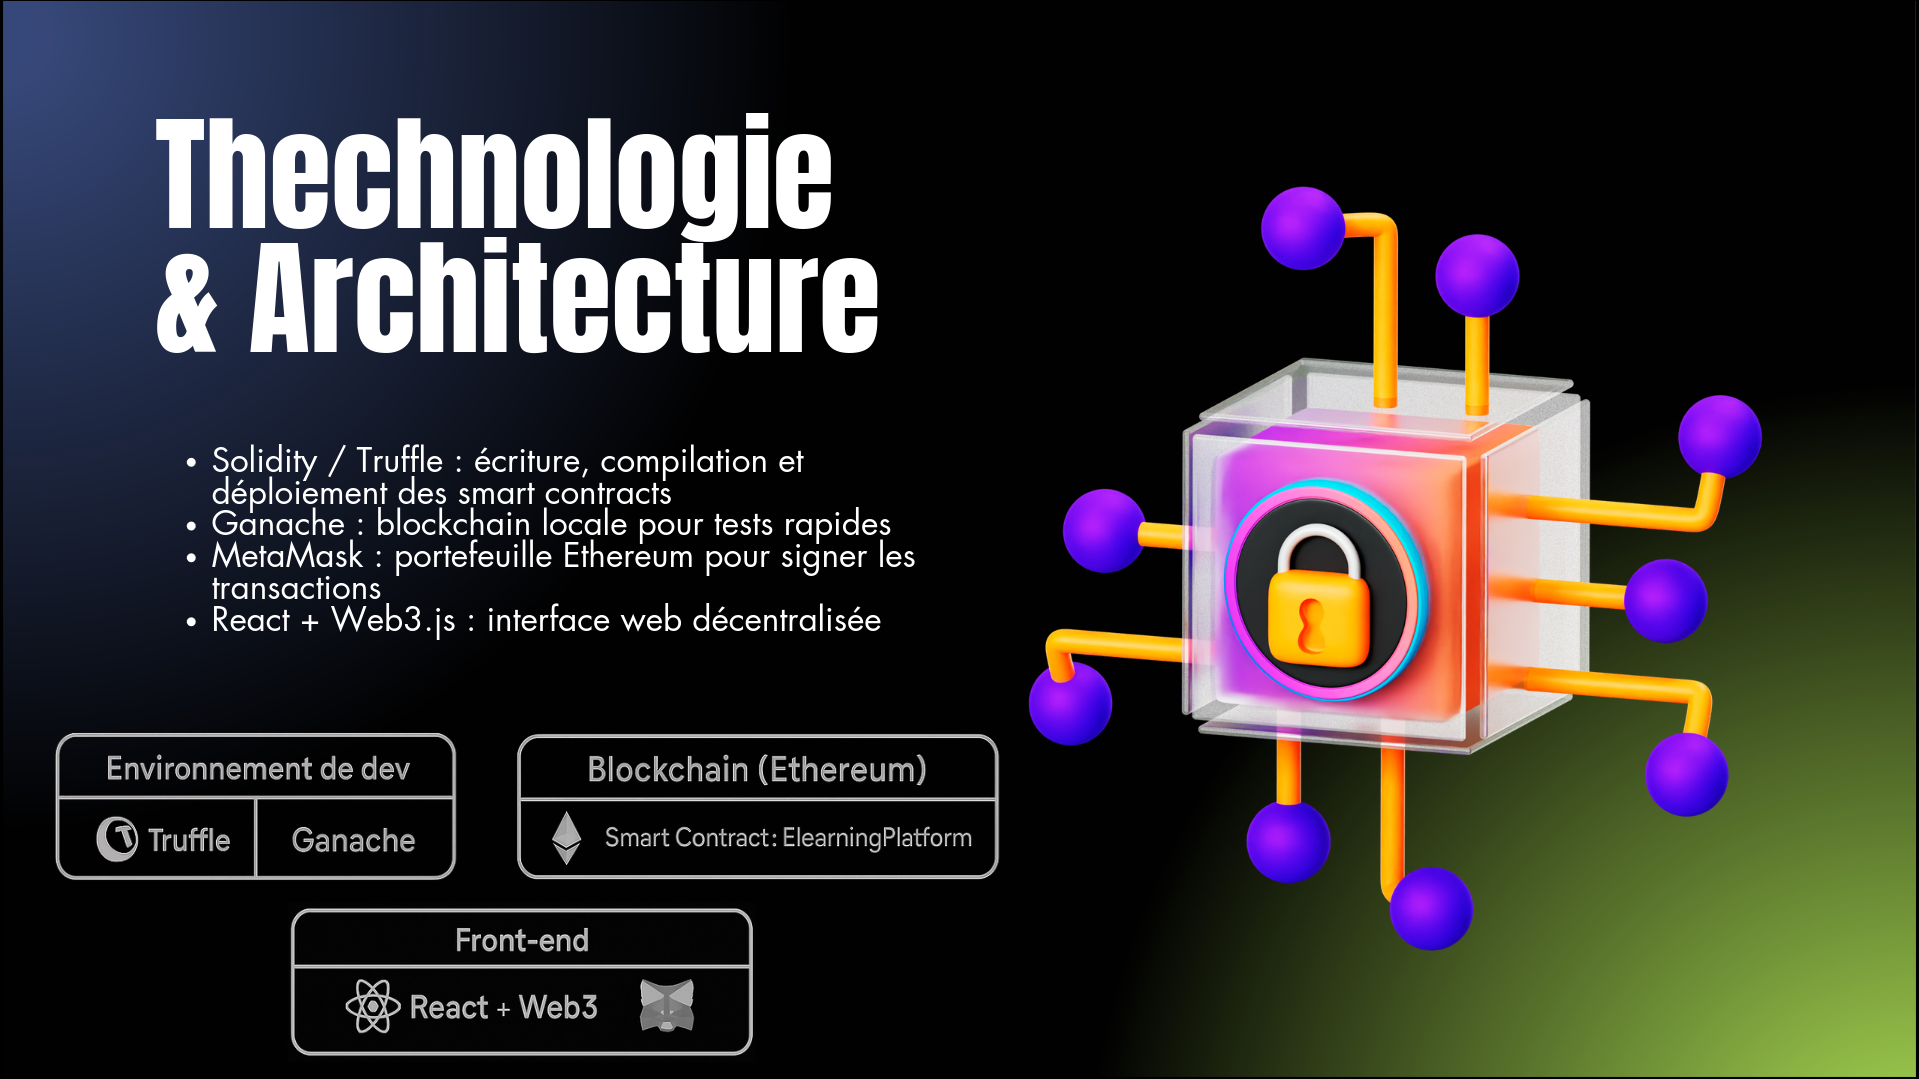 Thechnologie
& Architecture
• Solidity / Truffle : écriture, compilation et
déploiement des smart contracts
• Ganache : blockchain locale pour tests rapides
• MetaMask : portefeuille Ethereum pour signer les
transactions
• React + Web3.js : interface web décentralisée
Environnement de dev
Truffle
Ganache
Blockchain (Ethereum)
Smart Contract: ElearningPlatform
Front-end
React + Web3